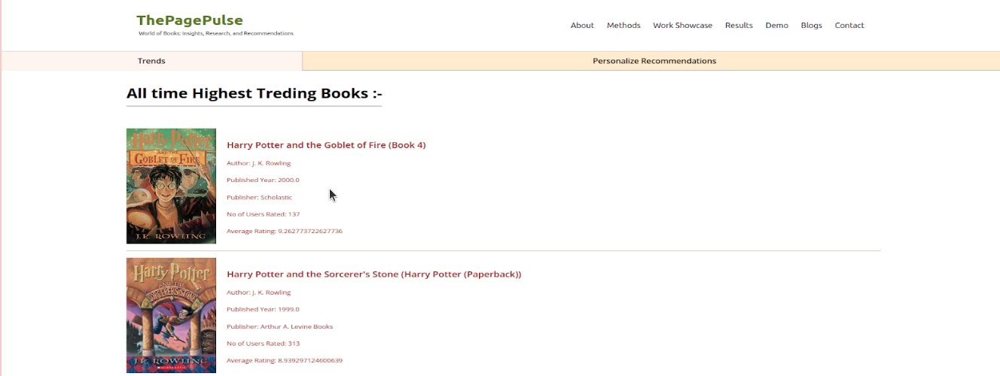 ThePagePulse
World of Books: Insights, Research, and Recommendations
About Methods Work Showcase Results Demo Blogs Contact
Trends Personalize Recommendations
All time Highest Treding Books :-
Harry Potter
AND THE
GOBLET OF FIRE
J.K. ROWLING
Harry Potter and the Goblet of Fire (Book 4)
Author: J. K. Rowling
Published Year: 2000.0
Publisher: Scholastic
No of Users Rated: 137
Average Rating: 9.262773722627736
Harry Potter
AND THE
SORCERER'S STONE
J.K. ROWLING
SCHOLASTIC
Harry Potter and the Sorcerer's Stone (Harry Potter (Paperback))
Author: J. K. Rowling
Published Year: 1999.0
Publisher: Arthur A. Levine Books
No of Users Rated: 313
Average Rating: 8.939297124600639